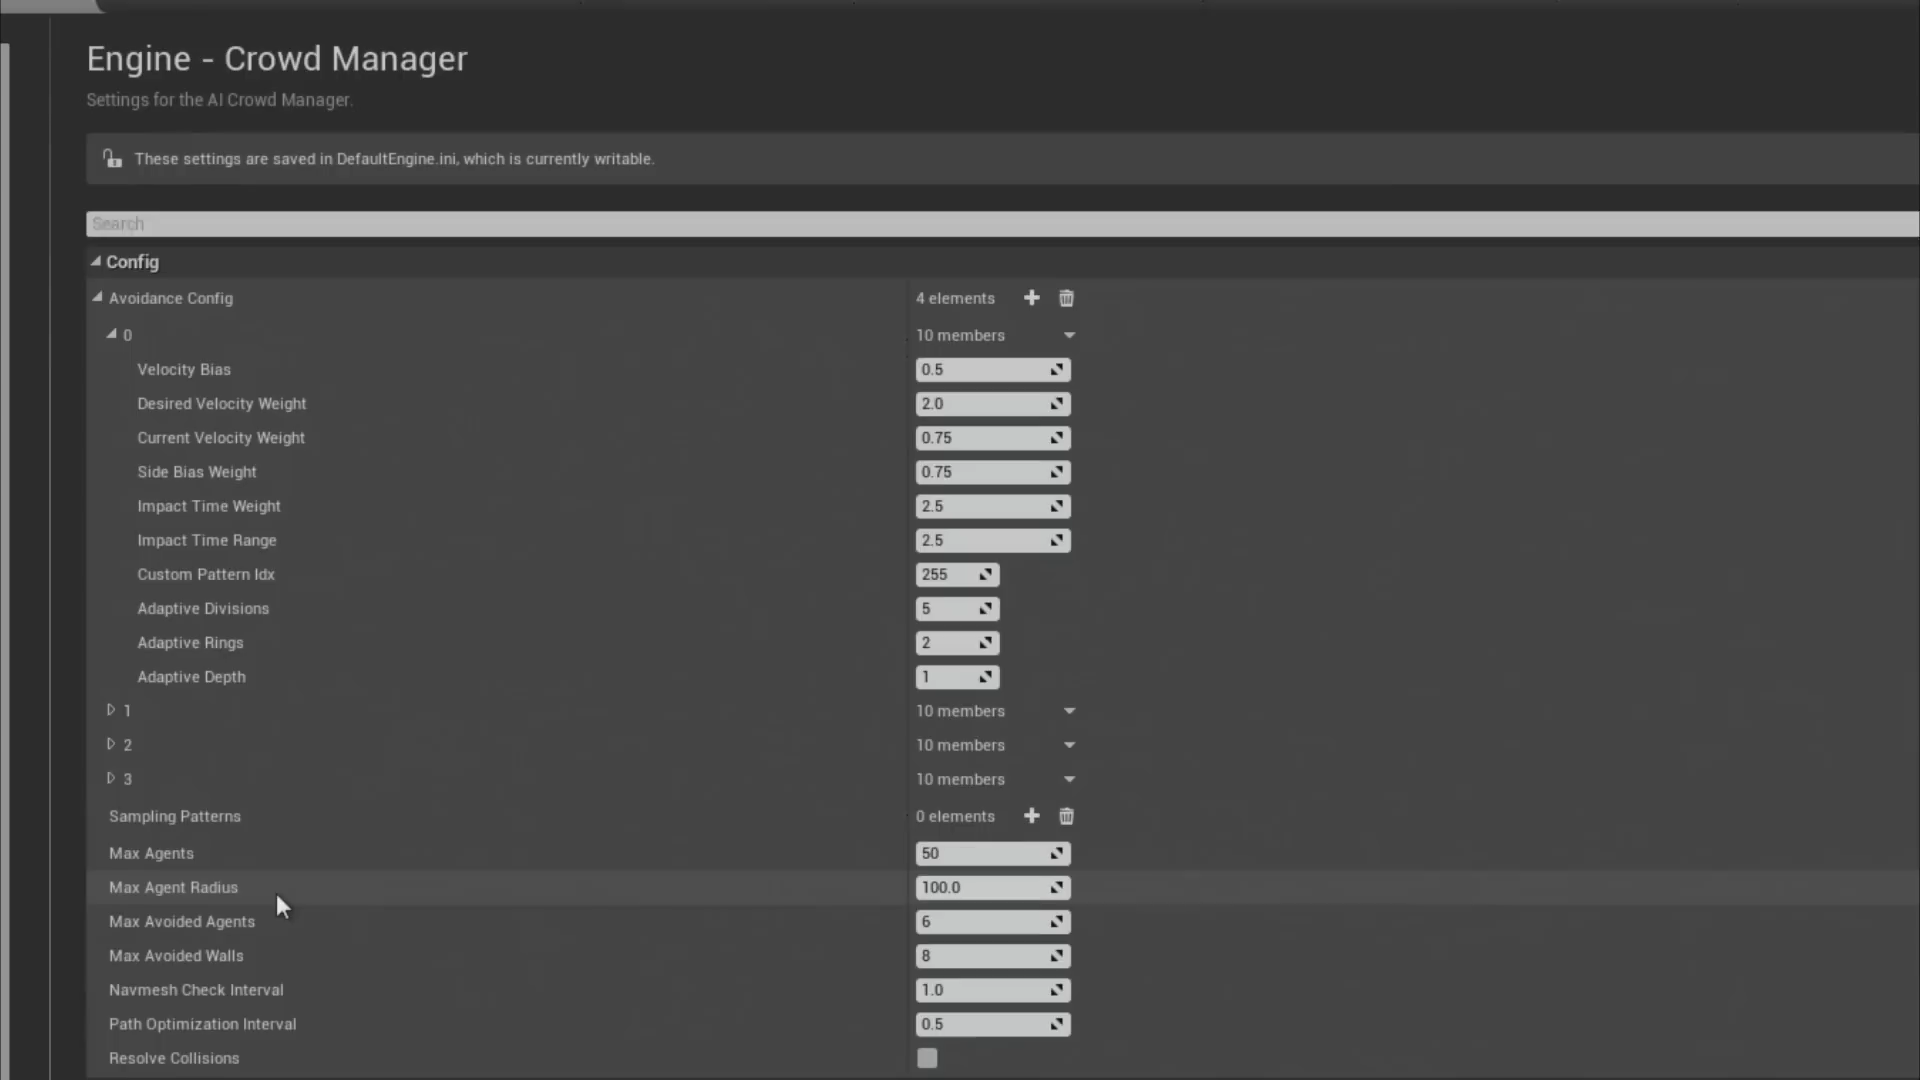 Engine - Crowd Manager
Settings for the AI Crowd Manager.
These settings are saved in DefaultEngine.ini, which is currently writable.
Search
Config
Avoidance Config 4 elements
0 10 members
Velocity Bias 0.5
Desired Velocity Weight 2.0
Current Velocity Weight 0.75
Side Bias Weight 0.75
Impact Time Weight 2.5
Impact Time Range 2.5
Custom Pattern Idx 255
Adaptive Divisions 5
Adaptive Rings 2
Adaptive Depth 1
1 10 members
2 10 members
3 10 members
Sampling Patterns 0 elements
Max Agents 50
Max Agent Radius 100.0
Max Avoided Agents 6
Max Avoided Walls 8
Navmesh Check Interval 1.0
Path Optimization Interval 0.5
Resolve Collisions